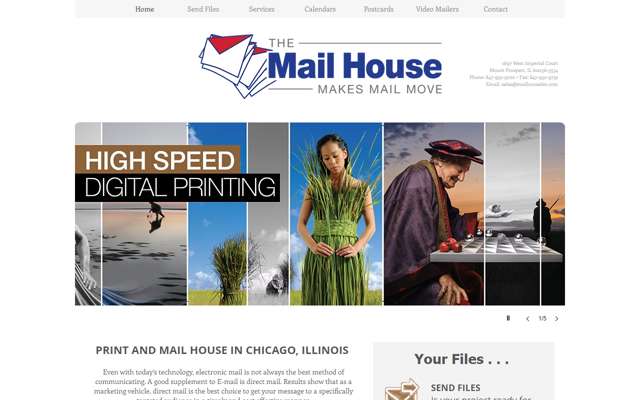 Home Send Files Services Calendars Postcards Video Mailers Contact
THE
Mail House
MAKES MAIL MOVE
HIGH SPEED
DIGITAL PRINTING
1/5
PRINT AND MAIL HOUSE IN CHICAGO, ILLINOIS
Even with today's technology, electronic mail is not always the best method of
communicating. A good supplement to E-mail is direct mail. Results show that as a
marketing vehicle, direct mail is the best choice to get your message to a specifically
Your Files . . .
SEND FILES
Is your project ready for